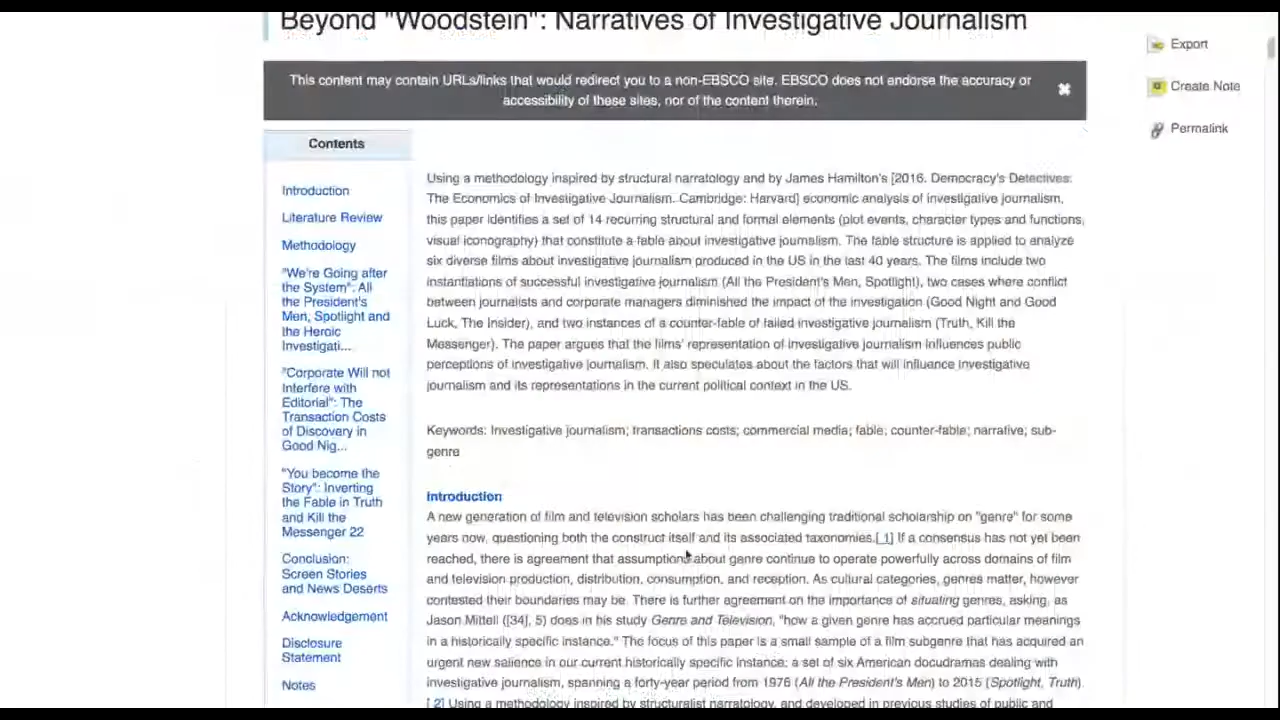 Beyond "Woodstein": Narratives of Investigative Journalism
Export
Create Note
Permalink
This content may contain URLs/links that would redirect you to a non-EBSCO site. EBSCO does not endorse the accuracy or
accessibility of these sites, nor of the content therein.
Contents
Introduction
Literature Review
Methodology
"We're Going after
the System": All
the President's
Men, Spotlight and
the Heroic
Investigati...
"Corporate Will not
Interfere with
Editorial": The
Transaction Costs
of Discovery in
Good Nig...
"You become the
Story": Inverting
the Fable in Truth
and Kill the
Messenger 22
Conclusion:
Screen Stories
and News Deserts
Acknowledgement
Disclosure
Statement
Notes
Using a methodology inspired by structural narratology and by James Hamilton's [2016. Democracy's Detectives:
The Economics of Investigative Journalism. Cambridge: Harvard] economic analysis of investigative journalism,
this paper identifies a set of 14 recurring structural and formal elements (plot events, character types and functions,
visual iconography) that constitute a fable about investigative journalism. The fable structure is applied to analyze
six diverse films about investigative journalism produced in the US in the last 40 years. The films include two
instantiations of successful investigative journalism (All the President's Men, Spotlight), two cases where conflict
between journalists and corporate managers diminished the impact of the investigation (Good Night and Good
Luck, The Insider), and two instances of a counter-fable of failed investigative journalism (Truth, Kill the
Messenger). The paper argues that the films' representation of investigative journalism influences public
perceptions of investigative journalism. It also speculates about the factors that will influence investigative
journalism and its representations in the current political context in the US.
Keywords: Investigative journalism; transactions costs; commercial media; fable; counter-fable; narrative; sub-
genre
Introduction
A new generation of film and television scholars has been challenging traditional scholarship on "genre" for some
years now, questioning both the construct itself and its associated taxonomies.[ 1] If a consensus has not yet been
reached, there is agreement that assumptions about genre continue to operate powerfully across domains of film
and television production, distribution, consumption, and reception. As cultural categories, genres matter, however
contested their boundaries may be. There is further agreement on the importance of situating genres, asking, as
Jason Mittell ([34], 5) does in his study Genre and Television, "how a given genre has accrued particular meanings
in a historically specific instance." The focus of this paper is a small sample of a film subgenre that has acquired an
urgent new salience in our current historically specific instance: a set of six American docudramas dealing with
investigative journalism, spanning a forty-year period from 1976 (All the President's Men) to 2015 (Spotlight, Truth).
[ 2] Using a methodology inspired by structuralist narratology, and developed in previous studies of public and